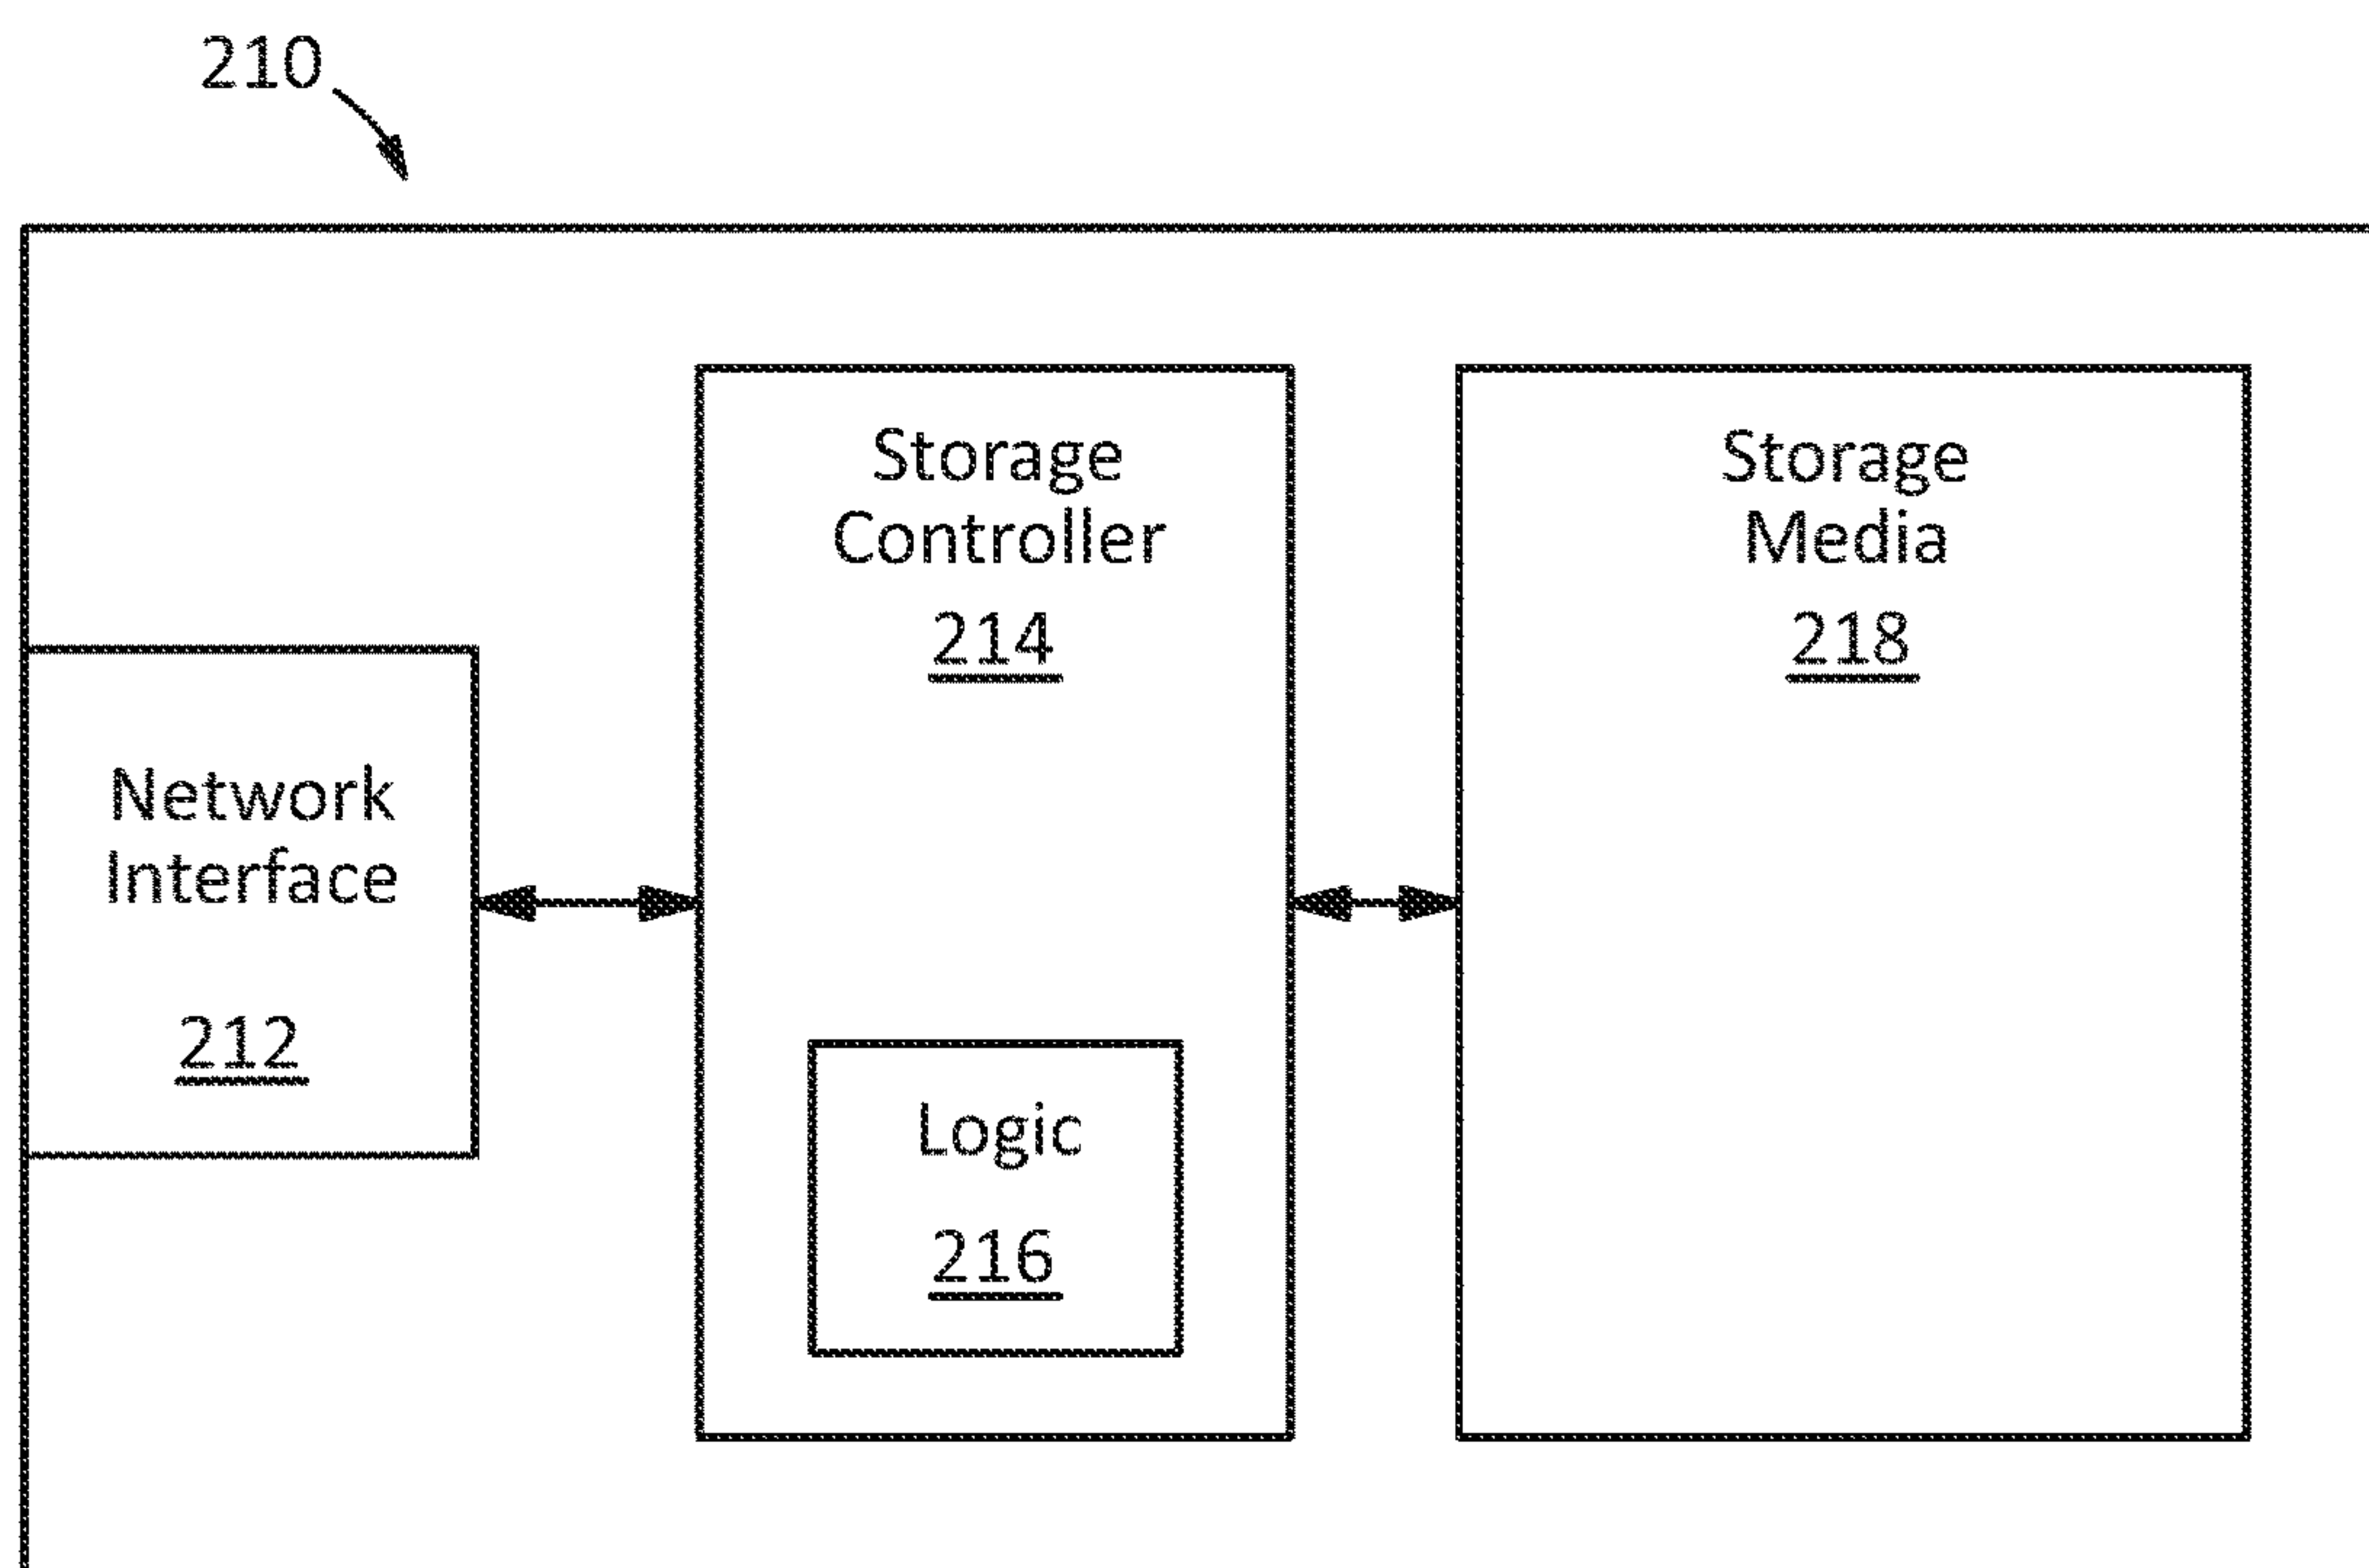 210
Storage
Controller
214
Storage
Media
218
Network
Interface
212
Logic
216